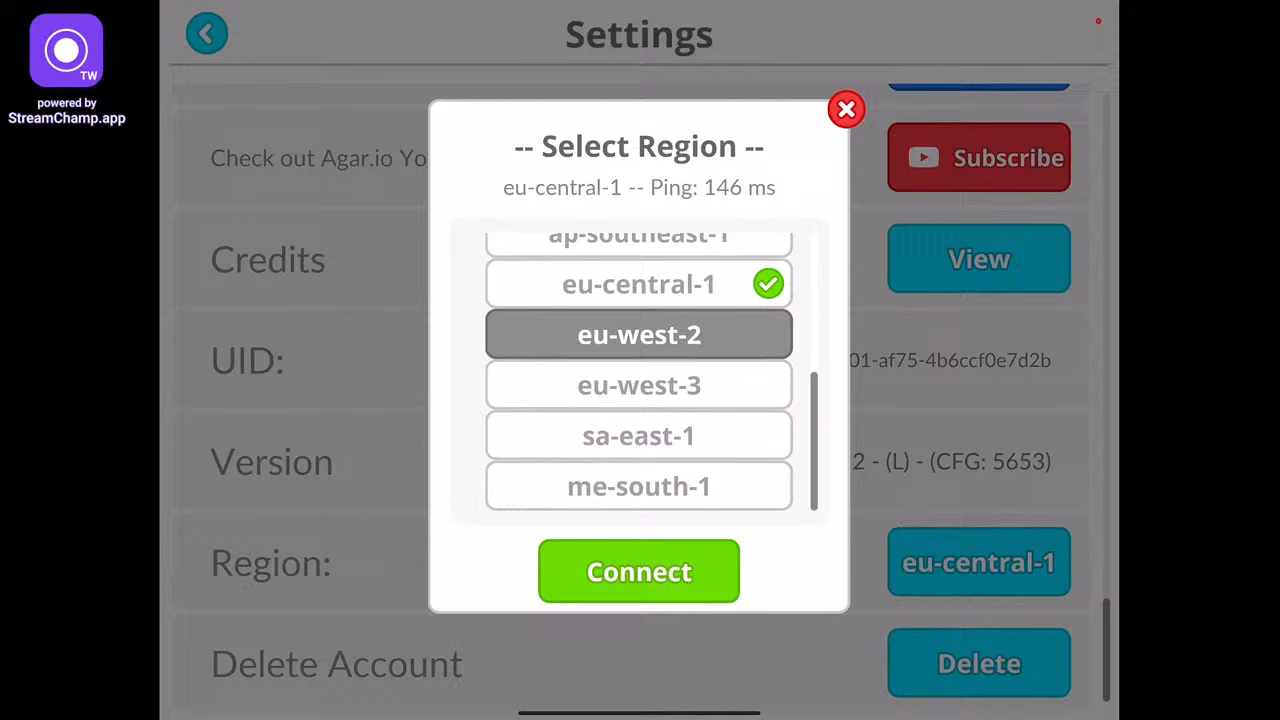 Settings
TW
powered by
StreamChamp.app
-- Select Region --
eu-central-1 -- Ping: 146 ms
Check out Agar.io Yo
Subscribe
ap-southeast-1
Credits
View
eu-central-1
eu-west-2
UID:
01-af75-4b6ccf0e7d2b
eu-west-3
sa-east-1
Version
2 - (L) - (CFG: 5653)
me-south-1
Region:
eu-central-1
Connect
Delete Account
Delete